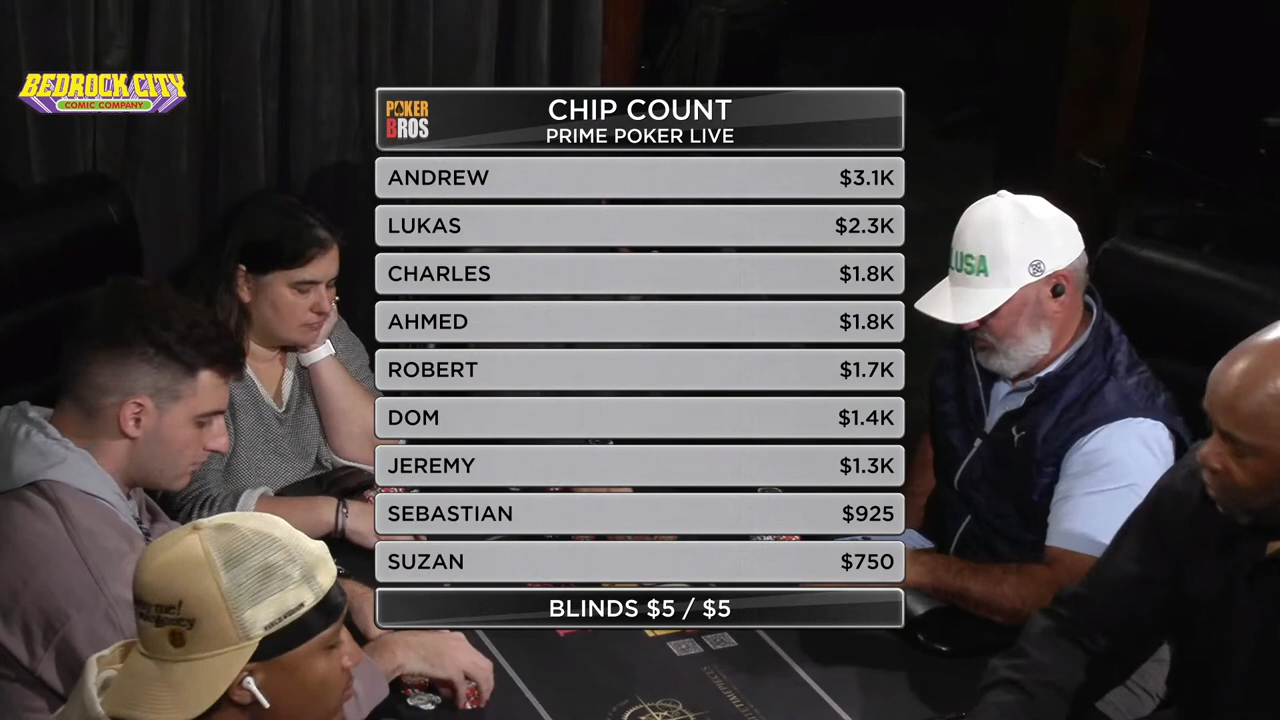 BEDROCK CITY
COMIC COMPANY
POKER
BROS
CHIP COUNT
PRIME POKER LIVE
ANDREW $3.1K
LUKAS $2.3K
CHARLES $1.8K
AHMED $1.8K
ROBERT $1.7K
DOM $1.4K
JEREMY $1.3K
SEBASTIAN $925
SUZAN $750
BLINDS $5 / $5
USA